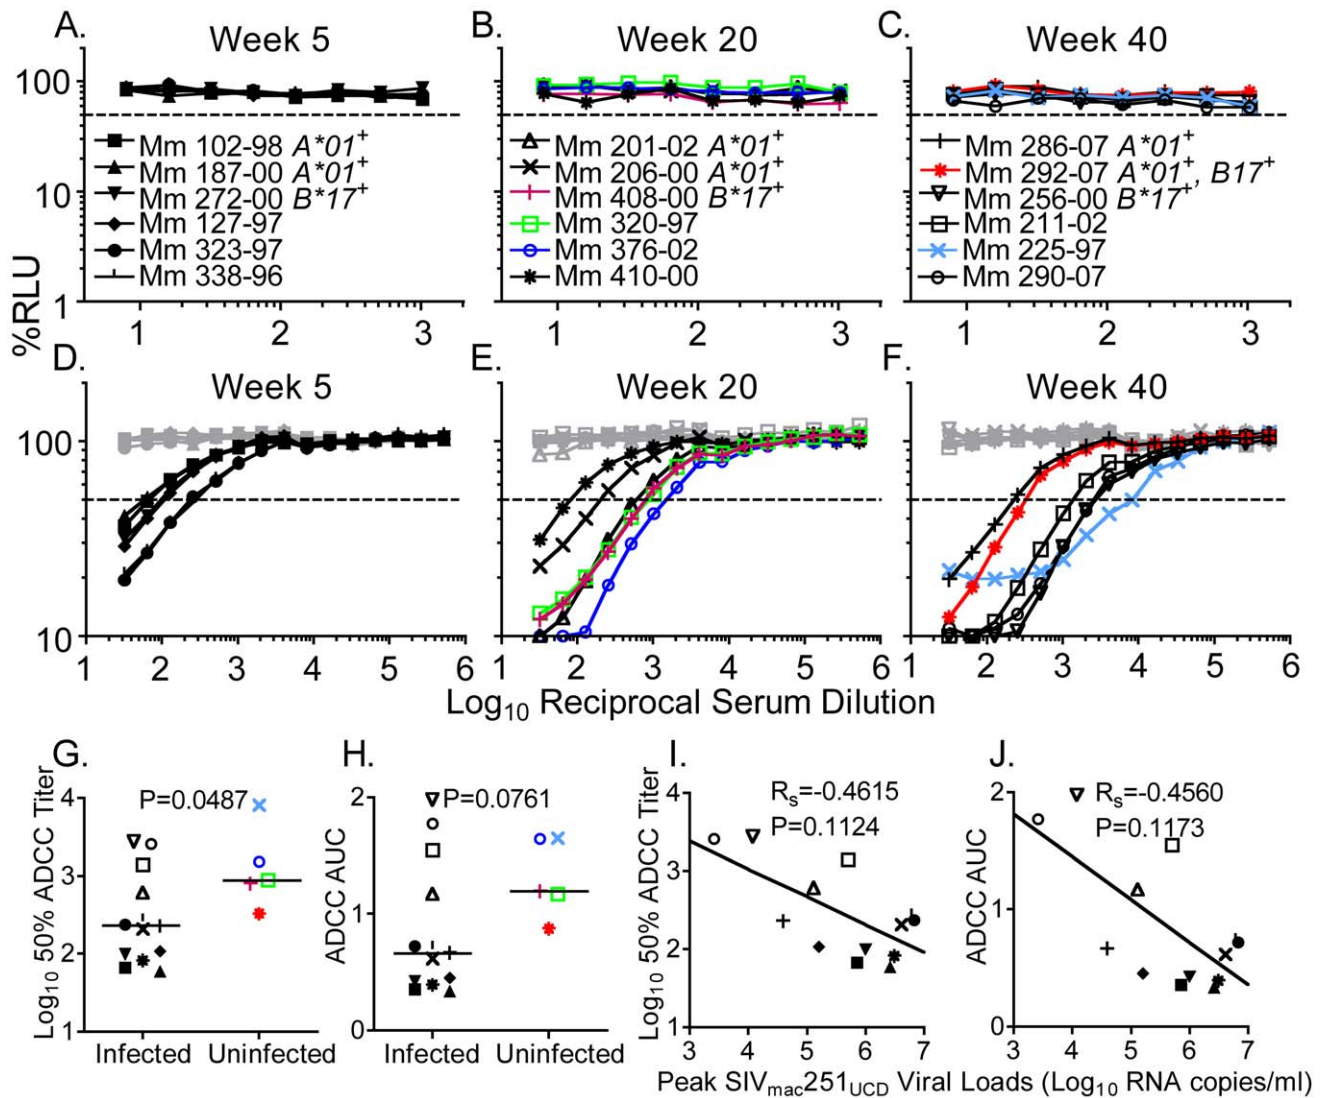 A. Week 5
B. Week 20
C. Week 40
%RLU
100
10
1
Mm 102-98 A*01+
Mm 187-00 A*01+
Mm 272-00 B*17+
Mm 127-97
Mm 323-97
Mm 338-96
1 2 3
Mm 201-02 A*01+
Mm 206-00 A*01+
Mm 408-00 B*17+
Mm 320-97
Mm 376-02
Mm 410-00
1 2 3
Mm 286-07 A*01+
Mm 292-07 A*01+, B17+
Mm 256-00 B*17+
Mm 211-02
Mm 225-97
Mm 290-07
1 2 3
D. Week 5
E. Week 20
F. Week 40
100
10
1 2 3 4 5 6
1 2 3 4 5 6
1 2 3 4 5 6
Log10 Reciprocal Serum Dilution
G.
Log10 50% ADCC Titer
4
3
2
1
P=0.0487
Infected Uninfected
H.
ADCC AUC
2
1
0
P=0.0761
Infected Uninfected
I.
Log10 50% ADCC Titer
4
3
2
1
Rs=-0.4615
P=0.1124
3 4 5 6 7
J.
ADCC AUC
2
1
0
Rs=-0.4560
P=0.1173
3 4 5 6 7
Peak SIVmac251UCD Viral Loads (Log10 RNA copies/ml)